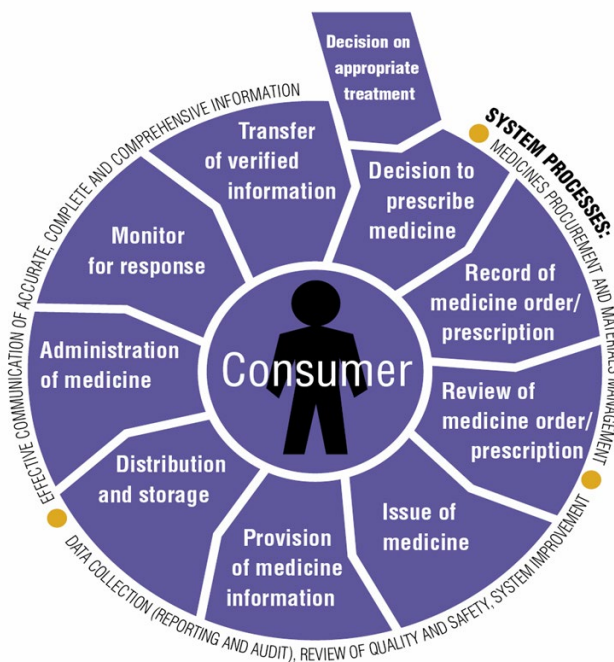 Decision on
appropriate
treatment
SYSTEM PROCESSES:
MEDICINES PROCUREMENT AND MATERIALS MANAGEMENT
Decision to
prescribe
medicine
Record of
medicine order/
prescription
Review of
medicine order/
prescription
Issue of
medicine
Provision
of medicine
information
Distribution
and storage
Administration
of medicine
Monitor
for response
Transfer
of verified
information
Consumer
DATA COLLECTION (REPORTING AND AUDIT), REVIEW OF QUALITY AND SAFETY, SYSTEM IMPROVEMENT
EFFECTIVE COMMUNICATION OF ACCURATE, COMPLETE AND COMPREHENSIVE INFORMATION